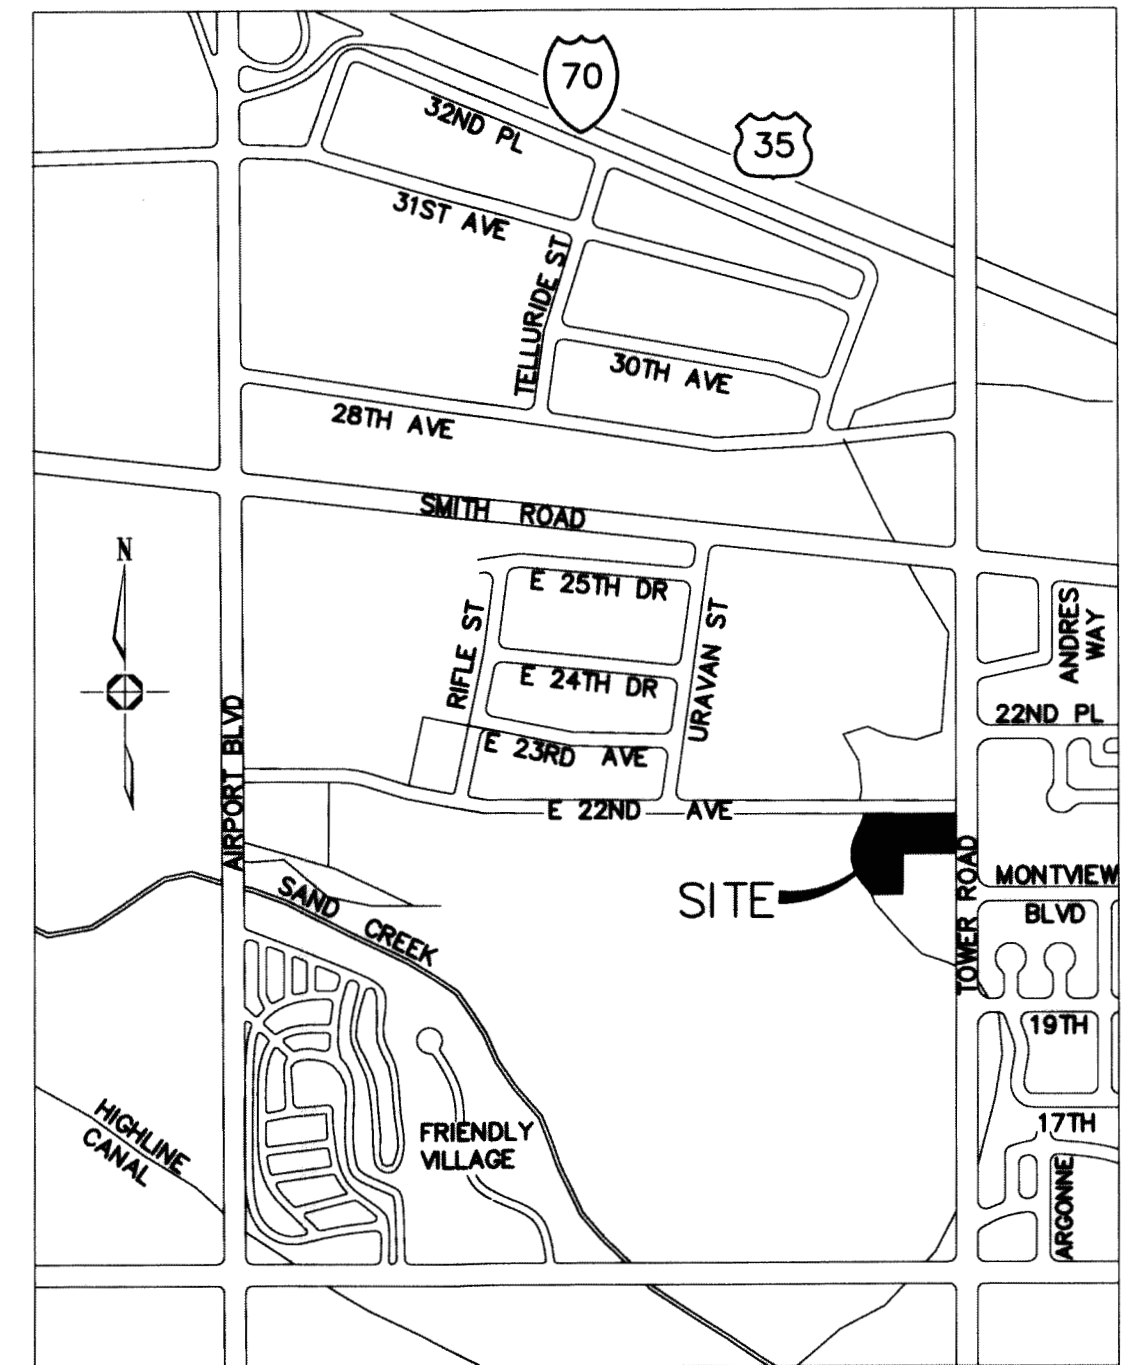 70
35
32ND PL
31ST AVE
TELLURIDE ST
30TH AVE
28TH AVE
SMITH ROAD
N
E 25TH DR
RIFLE ST
E 24TH DR
URAVAN ST
ANDRES
WAY
22ND PL
E 23RD AVE
E 22ND AVE
AIRPORT BLVD
SITE
TOWER ROAD
MONTVIEW
BLVD
SAND CREEK
19TH
HIGHLINE
CANAL
FRIENDLY
VILLAGE
17TH
ARGONNE